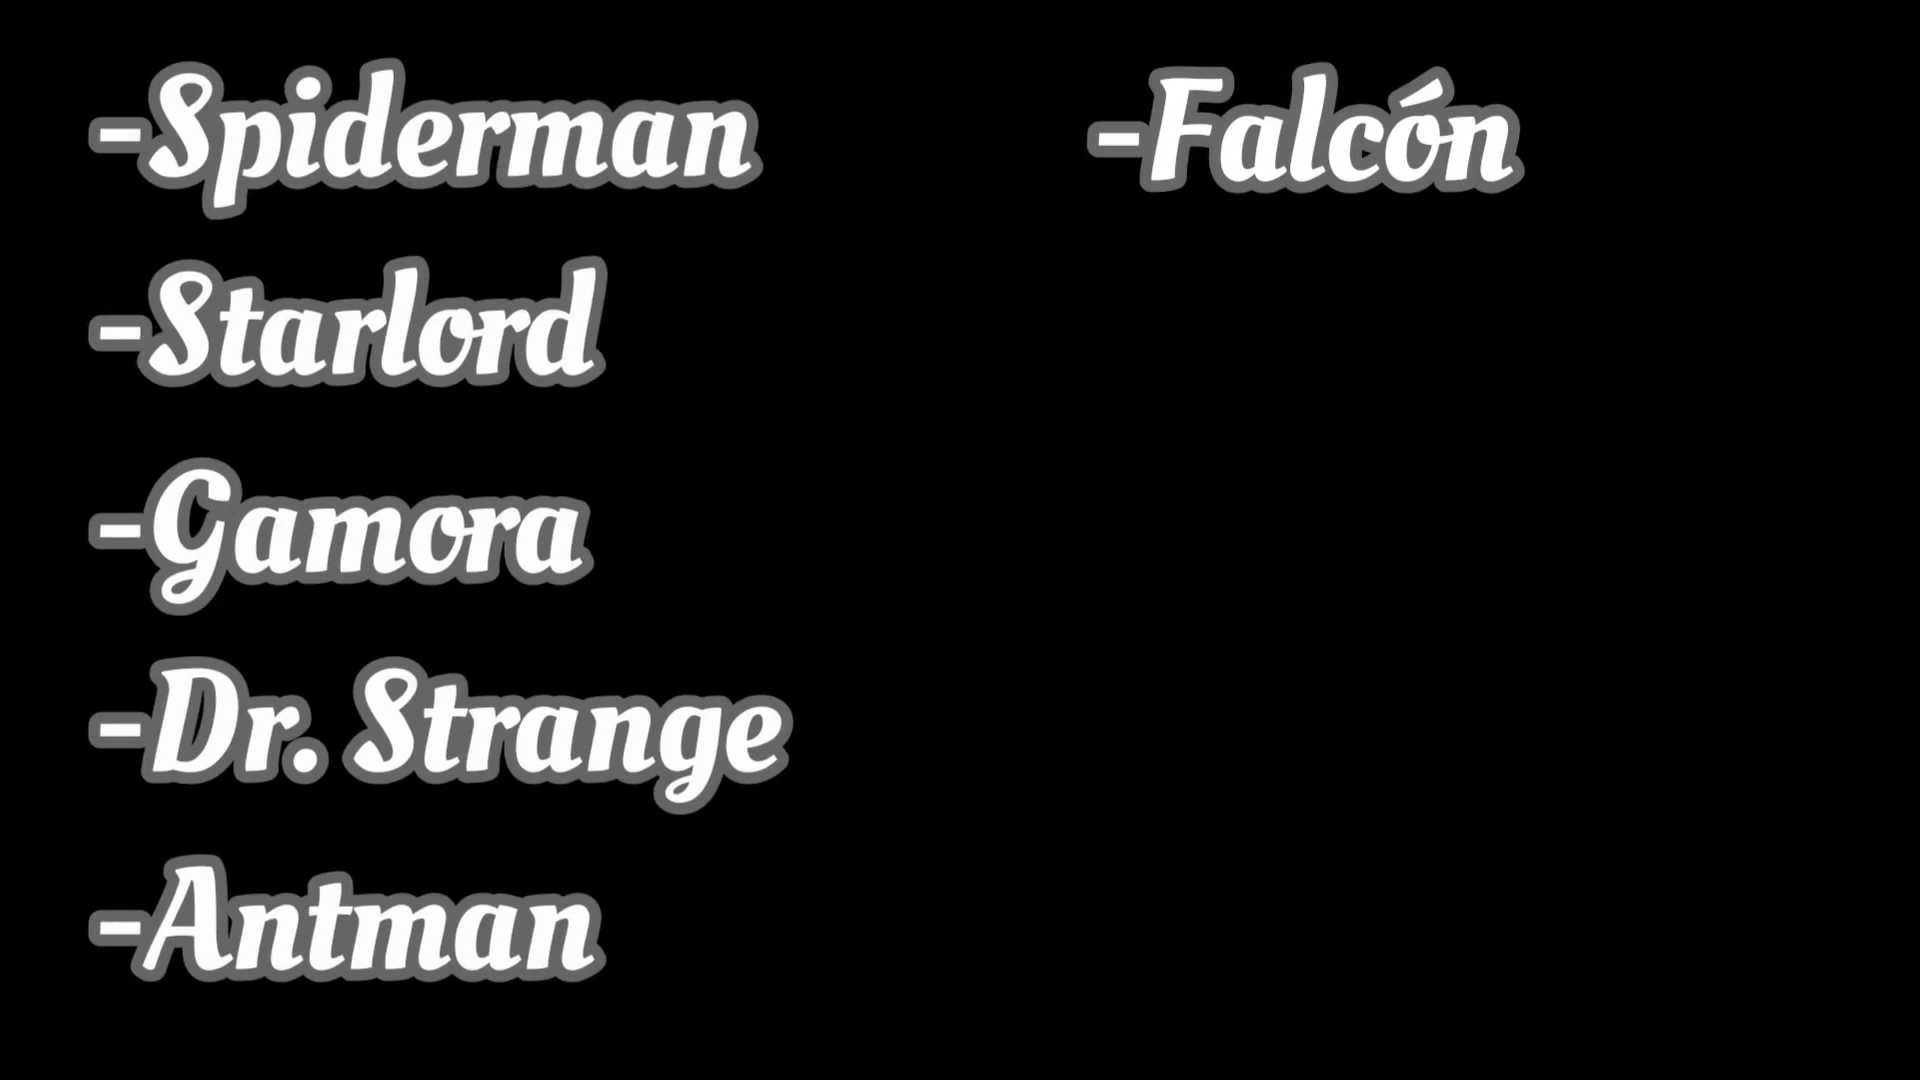 -Spiderman
-Starlord
-Gamora
-Dr. Strange
-Antman
-Falcón